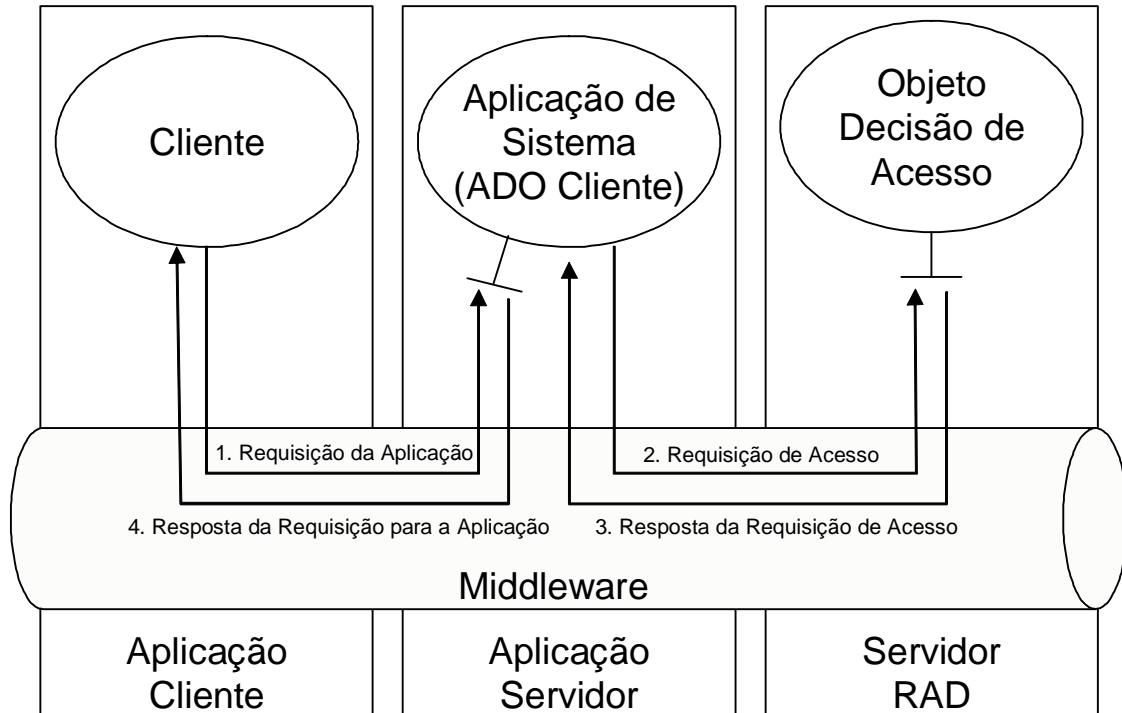 Cliente
Aplicação de
Sistema
(ADO Cliente)
Objeto
Decisão de
Acesso
1. Requisição da Aplicação
2. Requisição de Acesso
4. Resposta da Requisição para a Aplicação
3. Resposta da Requisição de Acesso
Middleware
Aplicação
Cliente
Aplicação
Servidor
Servidor
RAD